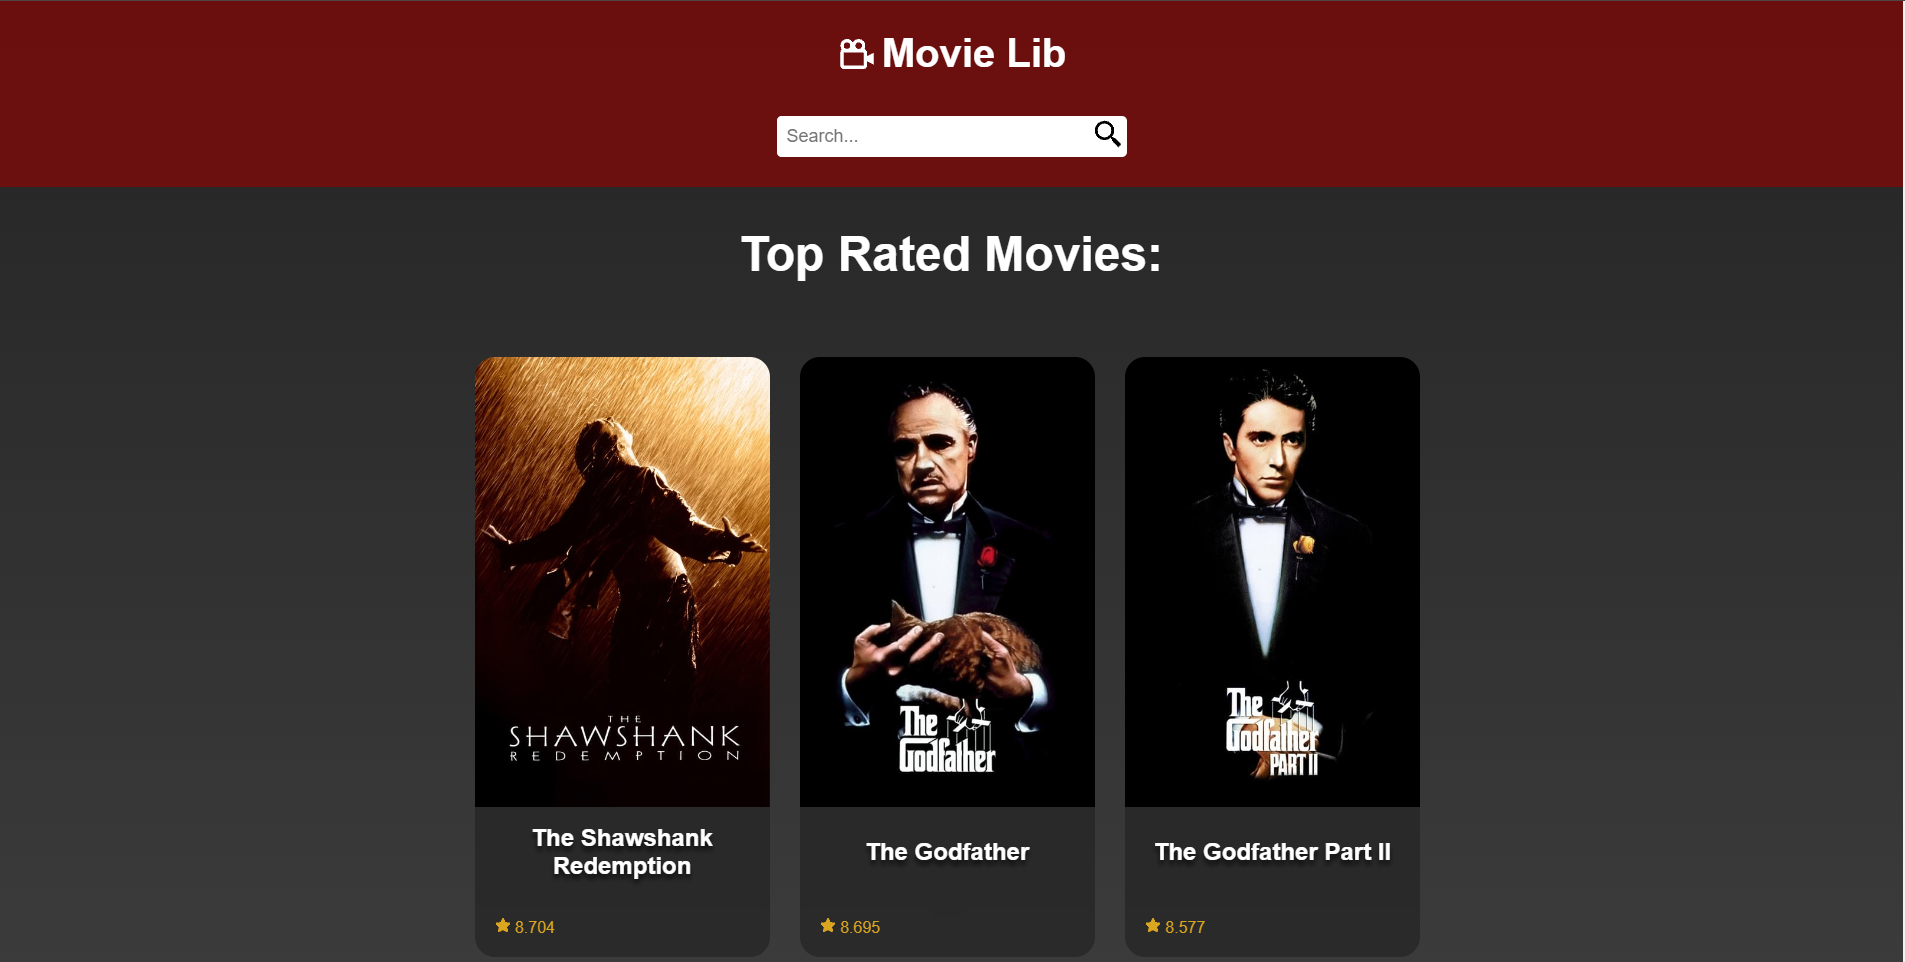 Movie Lib
Search...
Top Rated Movies:
THE
SHAWSHANK
REDEMPTION
The
Godfather
The
Godfather
PART II
The Shawshank
Redemption
The Godfather
The Godfather Part II
8.704
8.695
8.577